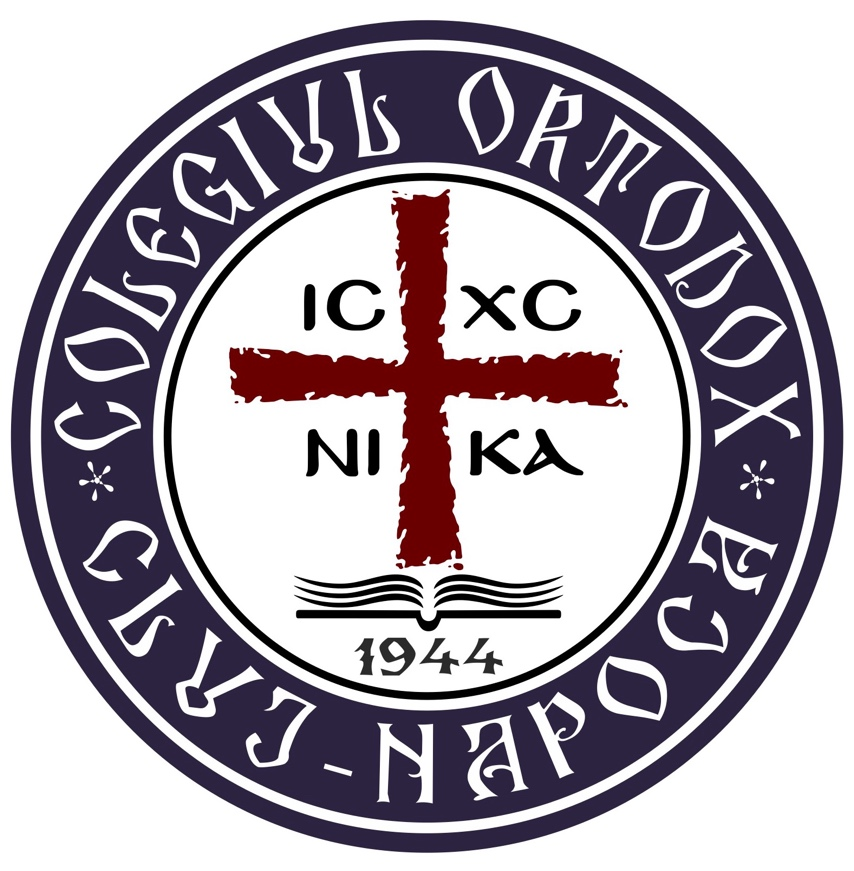 COLEGIUL ORTODOX
IC XC
NI KA
1944
CLUJ-NAPOCA